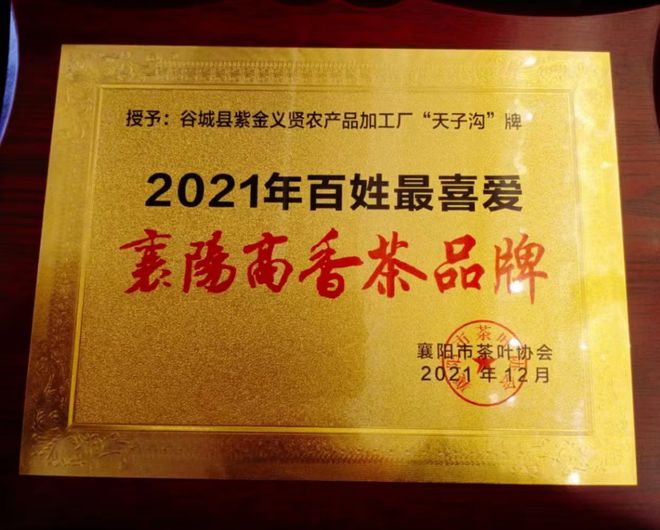 授予：谷城县紫金义贤农产品加工厂“天子沟”牌
2021年百姓最喜爱
襄阳高香茶品牌
襄阳市茶叶协会
2021年12月